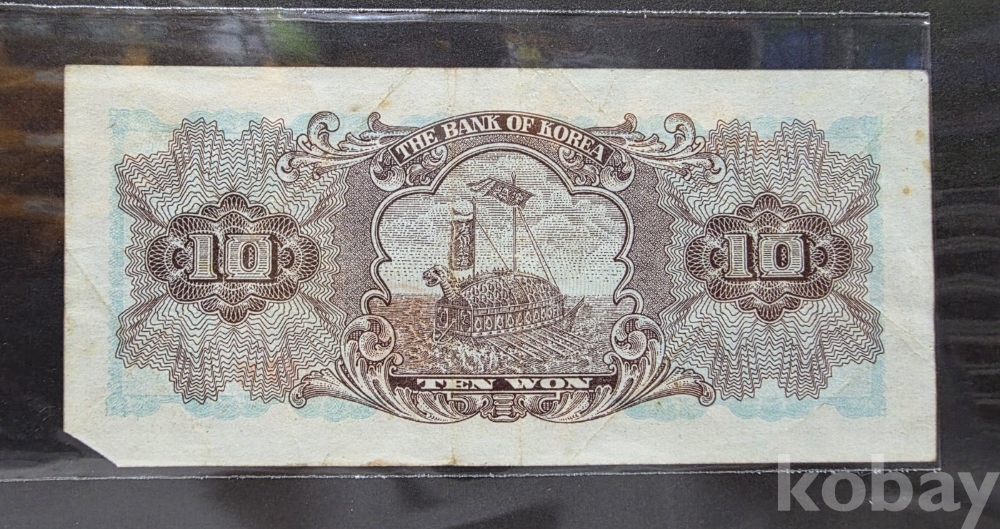 THE BANK OF KOREA
10
10
TEN WON
kobay